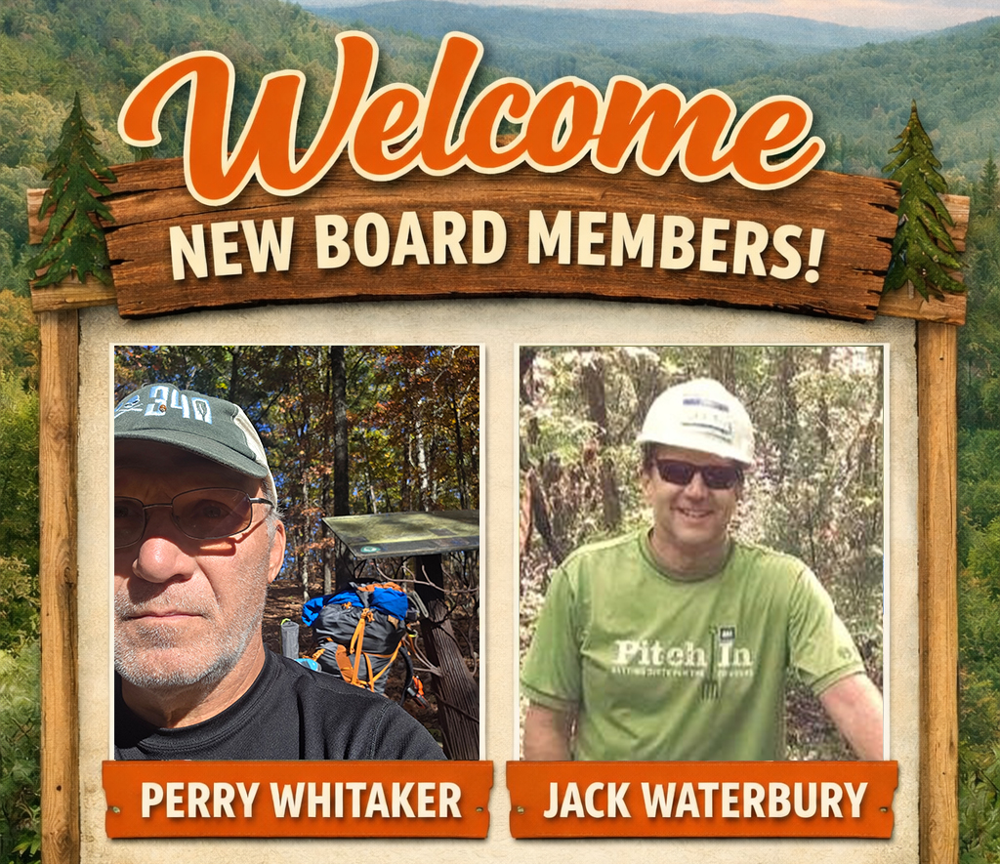 Welcome
NEW BOARD MEMBERS!
340
Pitch In
PERRY WHITAKER
JACK WATERBURY